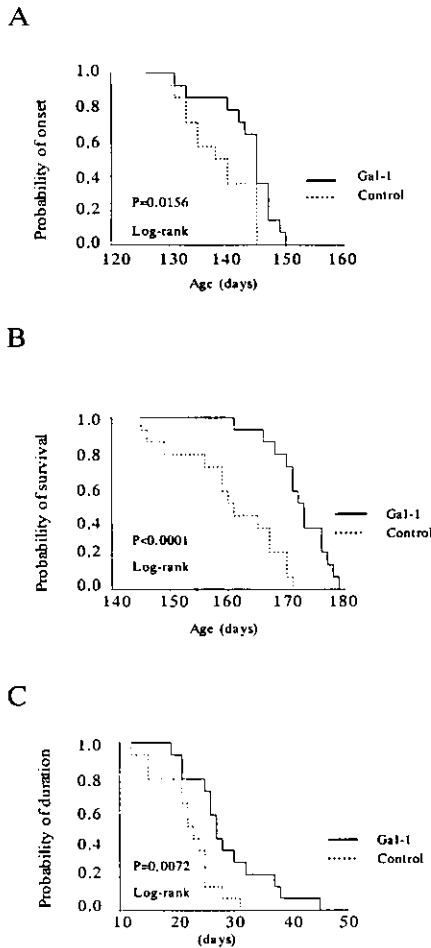 A
Probability of onset
1.0
0.8
0.6
0.4
0.2
0.0
P=0.0156
Log-rank
Gal-1
Control
120 130 140 150 160
Age (days)
B
Probability of survival
1.0
0.8
0.6
0.4
0.2
0.0
P<0.0001
Log-rank
Gal-1
Control
140 150 160 170 180
Age (days)
C
Probability of duration
1.0
0.8
0.6
0.4
0.2
0.0
P=0.0072
Log-rank
Gal-1
Control
10 20 30 40 50
(days)